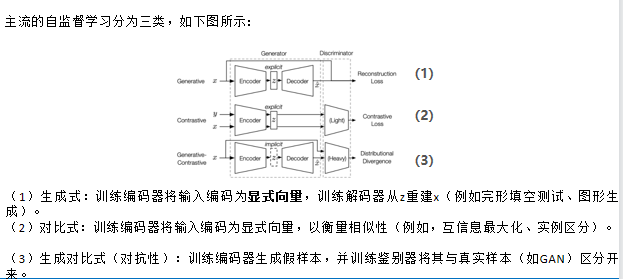 主流的自监督学习分为三类，如下图所示：
Generator Discriminator
explicit
Generative x Encoder z Decoder Reconstruction Loss (1)
explicit
Contrastive y x Encoder z (Light) Contrastive Loss (2)
implicit
Generative-Contrastive x Encoder z Decoder (Heavy) Distributional Divergence (3)
（1）生成式：训练编码器将输入编码为显式向量，训练解码器从z重建x（例如完形填空测试、图形生
成）。
（2）对比式：训练编码器将输入编码为显式向量，以衡量相似性（例如，互信息最大化、实例区分）。
（3）生成对比式（对抗性）：训练编码器生成假样本，并训练鉴别器将其与真实样本（如GAN）区分开
来。